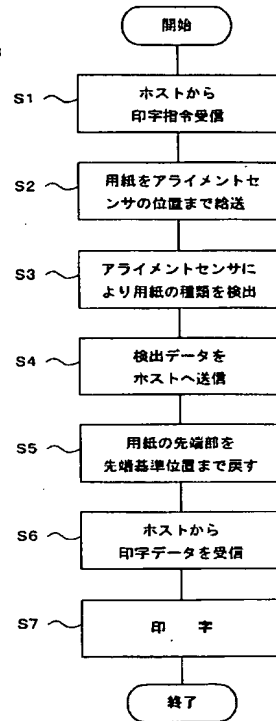 開始
S1
ホストから
印字指令受信
S2
用紙をアライメントセ
ンサの位置まで給送
S3
アライメントセンサに
より用紙の種類を検出
S4
検出データを
ホストへ送信
S5
用紙の先端部を
先端基準位置まで戻す
S6
ホストから
印字データを受信
S7
印 字
終了